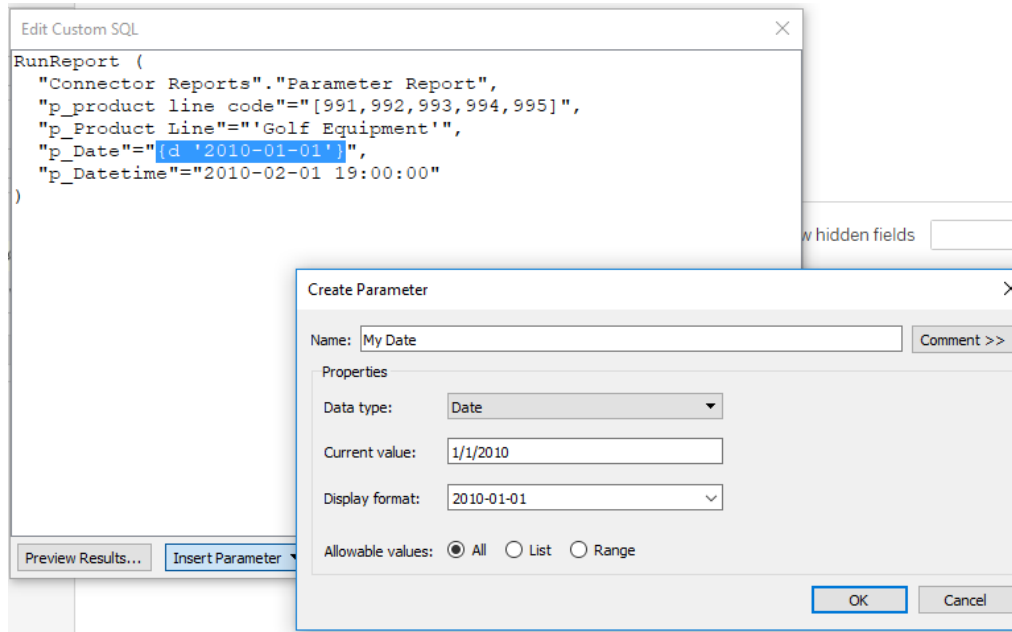 Edit Custom SQL
RunReport (
"Connector Reports"."Parameter Report",
"p_product line code"="[991,992,993,994,995]",
"p_Product Line"="'Golf Equipment'",
"p_Date"="{d '2010-01-01'}",
"p_Datetime"="2010-02-01 19:00:00"
)
hidden fields
Create Parameter
Name: My Date Comment >>
Properties
Data type: Date
Current value: 1/1/2010
Display format: 2010-01-01
Allowable values: All List Range
Preview Results... Insert Parameter
OK Cancel